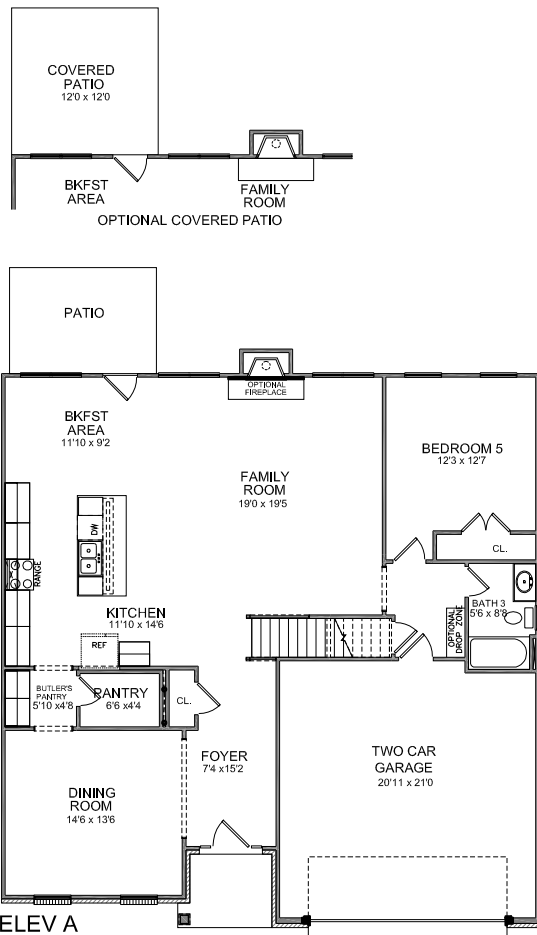 COVERED
PATIO
12'0 x 12'0
BKFST
AREA
FAMILY
ROOM
OPTIONAL COVERED PATIO
PATIO
OPTIONAL
FIREPLACE
BKFST
AREA
11'10 x 9'2
BEDROOM 5
12'3 x 12'7
FAMILY
ROOM
19'0 x 19'5
DW
CL.
RANGE
KITCHEN
11'10 x 14'6
REF
BATH 3
5'6 x 8'8
OPTIONAL
DROP ZONE
BUTLER'S
PANTRY
5'10 x4'8
PANTRY
6'6 x4'4
CL.
FOYER
7'4 x15'2
TWO CAR
GARAGE
20'11 x 21'0
DINING
ROOM
14'6 x 13'6
ELEV A